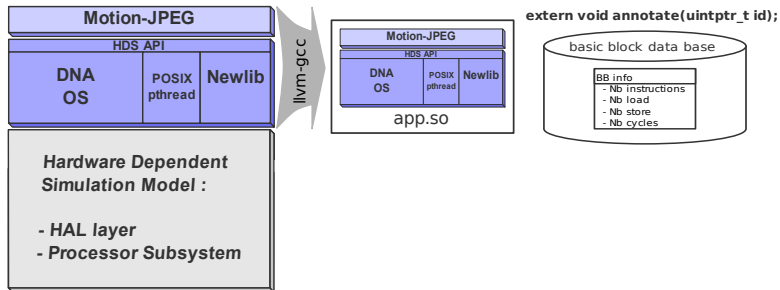 Motion-JPEG
HDS API
DNA
OS
POSIX
pthread
Newlib
Hardware Dependent
Simulation Model :
- HAL layer
- Processor Subsystem
llvm-gcc
Motion-JPEG
HDS API
DNA
OS
POSIX
pthread
Newlib
app.so
extern void annotate(uintptr_t id);
basic block data base
BB info
- Nb instructions
- Nb load
- Nb store
- Nb cycles